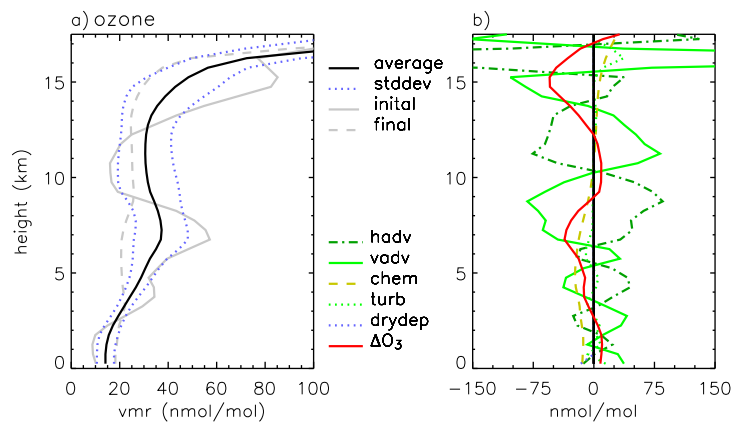 a) ozone
b)
15
10
5
0
height (km)
0 20 40 60 80 100
vmr (nmol/mol)
average
stddev
inital
final
hadv
vadv
chem
turb
drydep
ΔO₃
15
10
5
0
−150 −75 0 75 150
nmol/mol